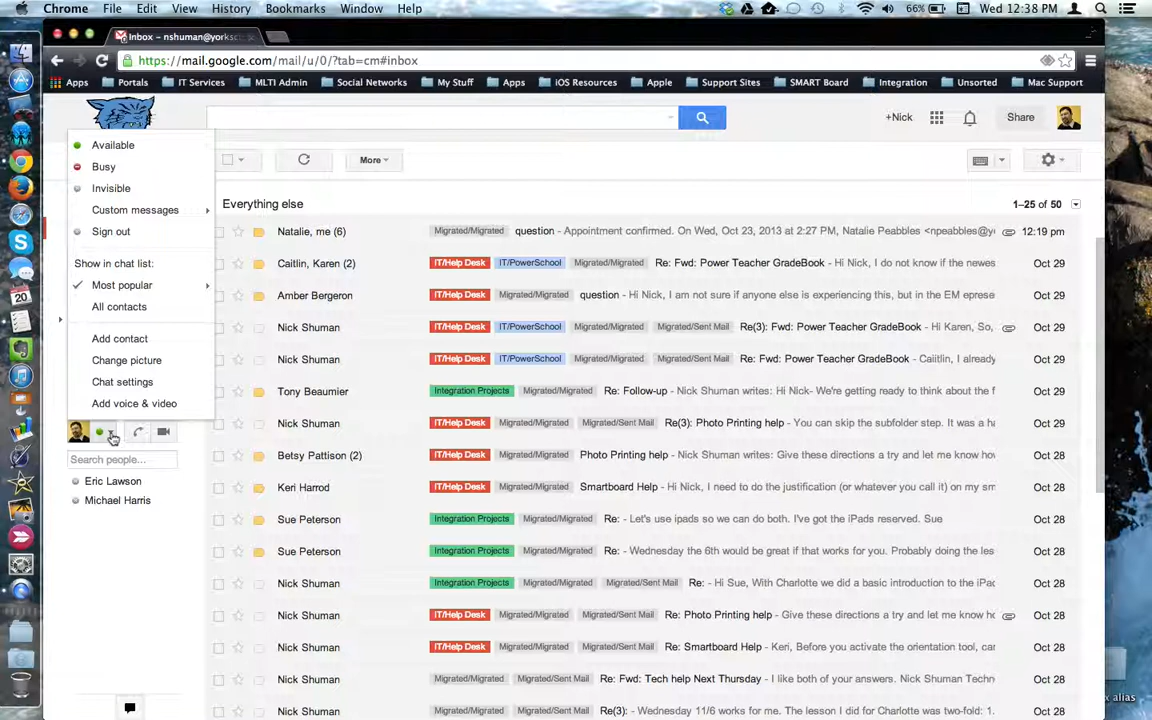 Chrome File Edit View History Bookmarks Window Help 66% Wed 12:38 PM
Inbox - nshuman@yorksc
https://mail.google.com/mail/u/0/?tab=cm#inbox
Apps Portals IT Services MLTI Admin Social Networks My Stuff Apps iOS Resources Apple Support Sites SMART Board Integration Unsorted Mac Support
+Nick Share
Available
Busy
Invisible
Custom messages
Sign out
Show in chat list:
Most popular
All contacts
Add contact
Change picture
Chat settings
Add voice & video
Search people...
Eric Lawson
Michael Harris
More
Everything else 1–25 of 50
Natalie, me (6) Migrated/Migrated question - Appointment confirmed. On Wed, Oct 23, 2013 at 2:27 PM, Natalie Peabbles <npeabbles@yo 12:19 pm
Caitlin, Karen (2) IT/Help Desk IT/PowerSchool Migrated/Migrated Re: Fwd: Power Teacher GradeBook - Hi Nick, I do not know if the newes Oct 29
Amber Bergeron IT/Help Desk Migrated/Migrated question - Hi Nick, I am not sure if anyone else is experiencing this, but in the EM eprese Oct 29
Nick Shuman IT/Help Desk IT/PowerSchool Migrated/Migrated Migrated/Sent Mail Re(3): Fwd: Power Teacher GradeBook - Hi Karen, So, Oct 29
Nick Shuman IT/Help Desk IT/PowerSchool Migrated/Migrated Migrated/Sent Mail Re: Fwd: Power Teacher GradeBook - Caitlin, I already Oct 29
Tony Beaumier Integration Projects Migrated/Migrated Re: Follow-up - Nick Shuman writes: Hi Nick- We're getting ready to think about the f Oct 29
Nick Shuman IT/Help Desk Migrated/Migrated Migrated/Sent Mail Re(3): Photo Printing help - You can skip the subfolder step. It was a ha Oct 29
Betsy Pattison (2) IT/Help Desk Migrated/Migrated Photo Printing help - Nick Shuman writes: Give these directions a try and let me know ho Oct 29
Keri Harrod IT/Help Desk Migrated/Migrated Smartboard Help - Hi Nick, I need to do the justification (or whatever you call it) on my sm Oct 28
Sue Peterson Integration Projects Migrated/Migrated Re: - Let's use ipads so we can do both. I've got the iPads reserved. Sue Oct 28
Sue Peterson Integration Projects Migrated/Migrated Re: - Wednesday the 6th would be great if that works for you. Probably doing the les Oct 28
Nick Shuman Integration Projects Migrated/Migrated Migrated/Sent Mail Re: - Hi Sue, With Charlotte we did a basic introduction to the iPa Oct 28
Nick Shuman IT/Help Desk Migrated/Migrated Migrated/Sent Mail Re: Photo Printing help - Give these directions a try and let me know ho Oct 28
Nick Shuman IT/Help Desk Migrated/Migrated Migrated/Sent Mail Re: Smartboard Help - Keri, Before you activate the orientation tool, car Oct 28
Nick Shuman Migrated/Migrated Migrated/Sent Mail Re: Fwd: Tech help Next Thursday - I like both of your answers. Nick Shuman Techn Oct 28
Nick Shuman Migrated/Migrated Migrated/Sent Mail Re(3): - Wednesday 11/6 works for me. The lesson I did for Charlotte was two-fold: 1. Oct 28
x alias
20